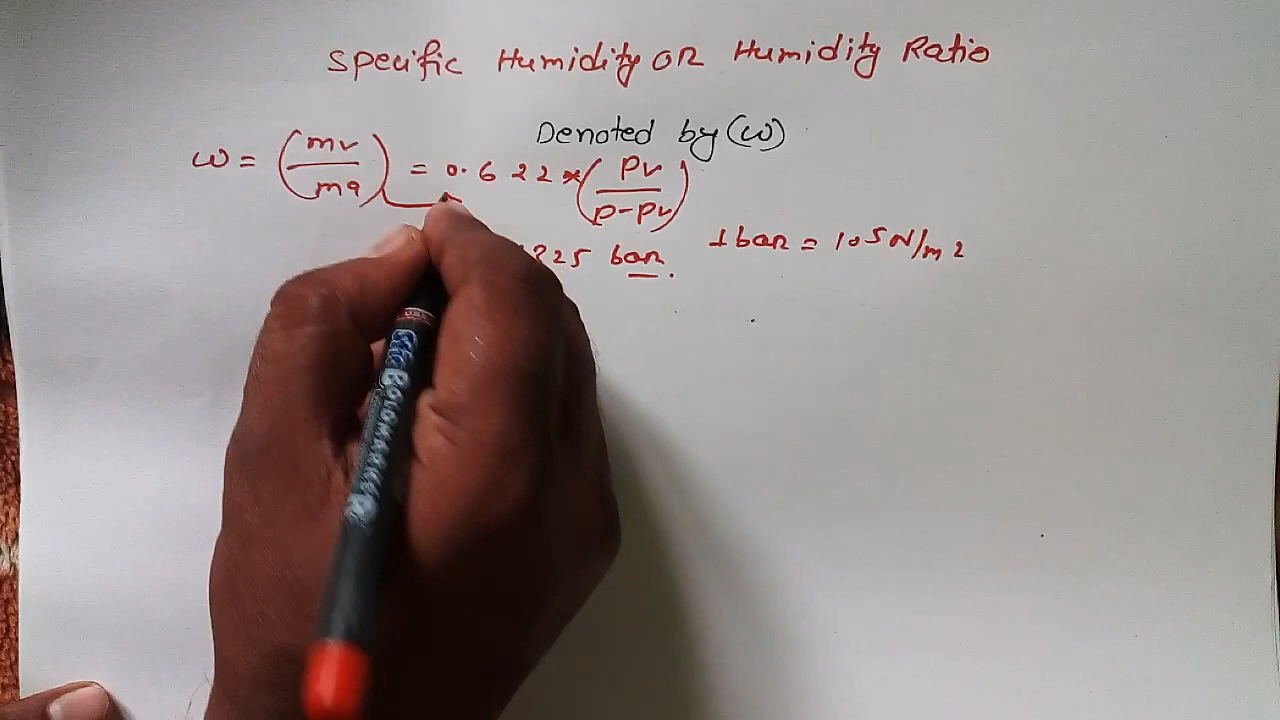 Specific Humidity OR Humidity Ratio
Denoted by (ω)
ω = (mv/ma) = 0.622 × (Pv/P-Pv)
bar. 1 bar = 105 N/m2